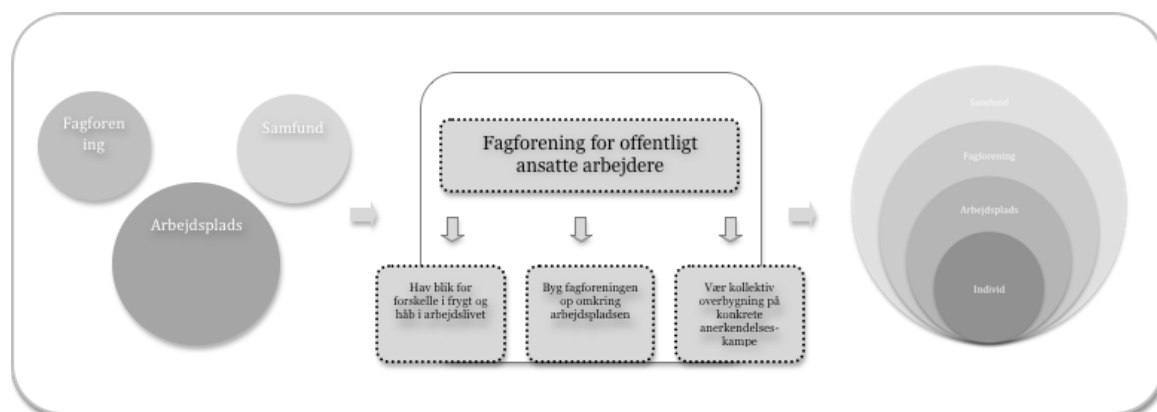 Fagforen
ing
Samfund
Arbejdsplads
Fagforening for offentligt
ansatte arbejdere
Hav blik for
forskelle i frygt og
håb i arbejdslivet
Byg fagforeningen
op omkring
arbejdspladsen
Vær kollektiv
overbygning på
konkrete
anerkendelses-
kampe
Samfund
Fagforening
Arbejdsplads
Individ